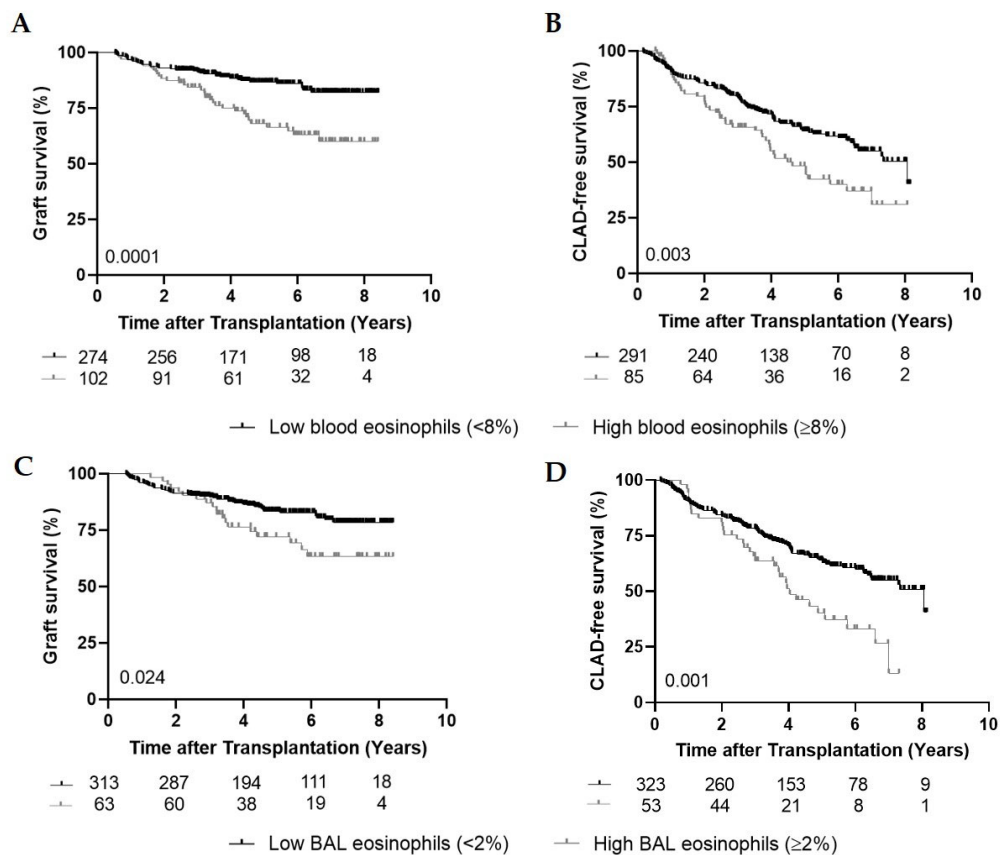 A
Graft survival (%)
100
75
50
25
0
0.0001
0 2 4 6 8 10
Time after Transplantation (Years)
274 256 171 98 18
102 91 61 32 4
B
CLAD-free survival (%)
100
75
50
25
0
0.003
0 2 4 6 8 10
Time after Transplantation (Years)
291 240 138 70 8
85 64 36 16 2
Low blood eosinophils (<8%) High blood eosinophils (≥8%)
C
Graft survival (%)
100
75
50
25
0
0.024
0 2 4 6 8 10
Time after Transplantation (Years)
313 287 194 111 18
63 60 38 19 4
D
CLAD-free survival (%)
100
75
50
25
0
0.001
0 2 4 6 8 10
Time after Transplantation (Years)
323 260 153 78 9
53 44 21 8 1
Low BAL eosinophils (<2%) High BAL eosinophils (≥2%)